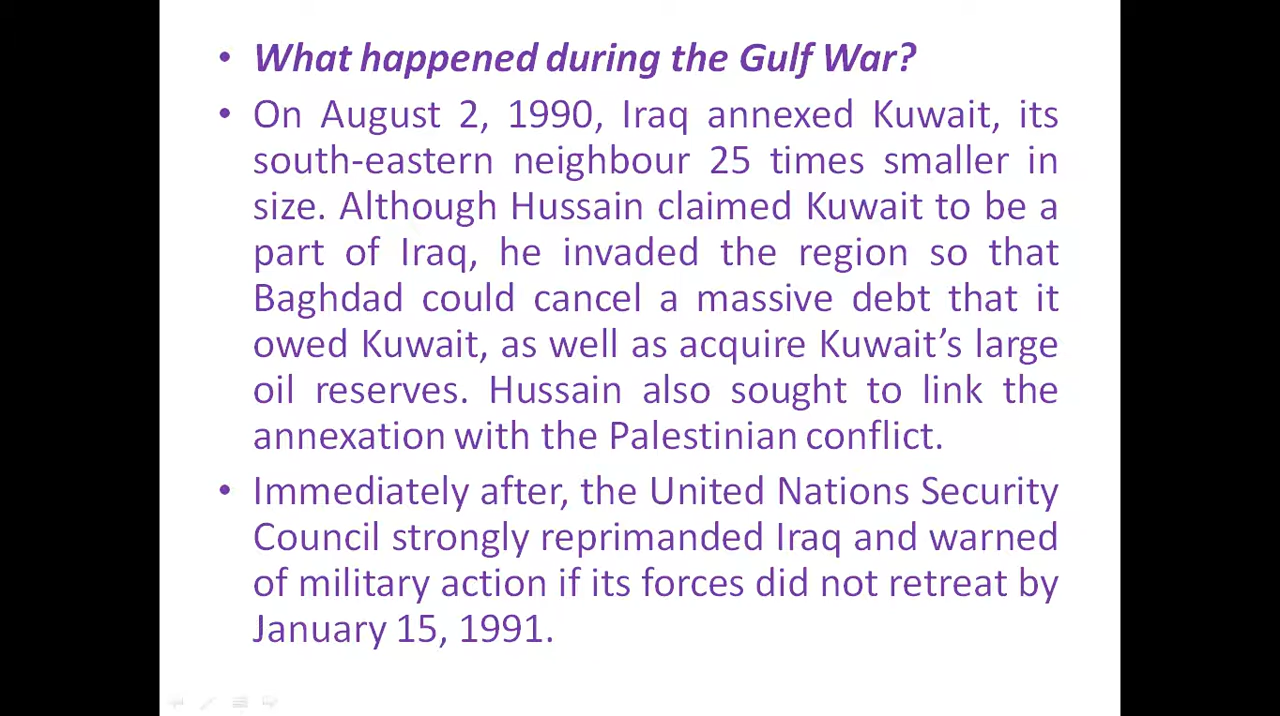 • What happened during the Gulf War?
• On August 2, 1990, Iraq annexed Kuwait, its
south-eastern neighbour 25 times smaller in
size. Although Hussain claimed Kuwait to be a
part of Iraq, he invaded the region so that
Baghdad could cancel a massive debt that it
owed Kuwait, as well as acquire Kuwait’s large
oil reserves. Hussain also sought to link the
annexation with the Palestinian conflict.
• Immediately after, the United Nations Security
Council strongly reprimanded Iraq and warned
of military action if its forces did not retreat by
January 15, 1991.